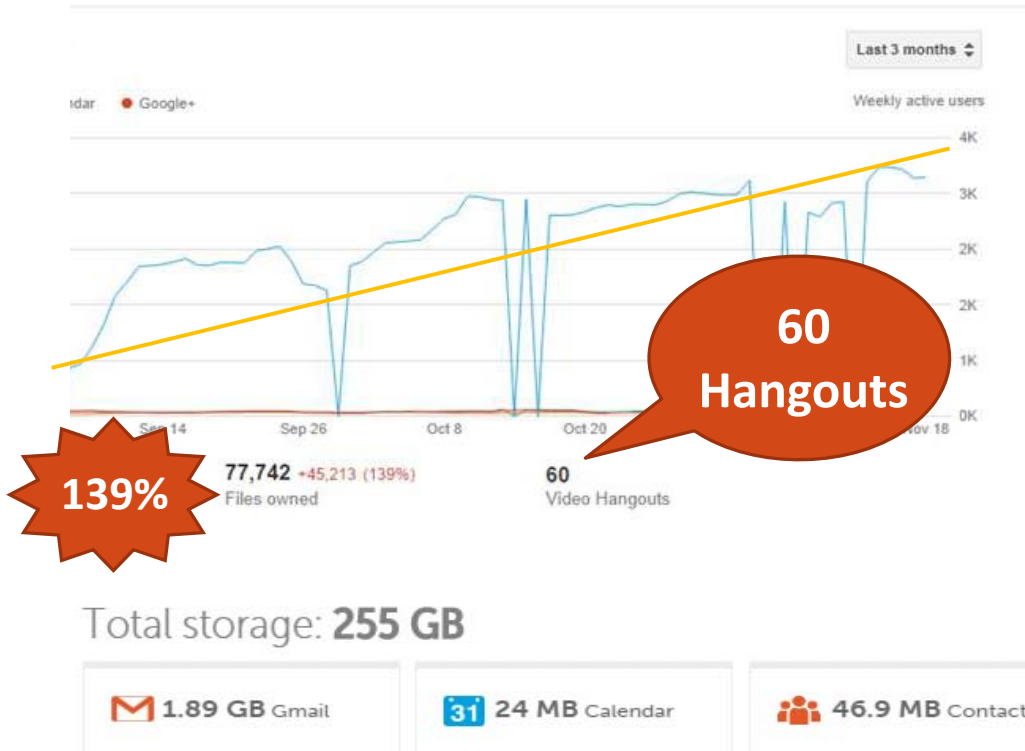 Last 3 months
ndar Google+ Weekly active users
4K
3K
2K
2K
1K
0K
Sep 14 Sep 26 Oct 8 Oct 20 Nov 18
60
Hangouts
139%
77,742 +45,213 (139%)
Files owned
60
Video Hangouts
Total storage: 255 GB
1.89 GB Gmail
31 24 MB Calendar
46.9 MB Contact